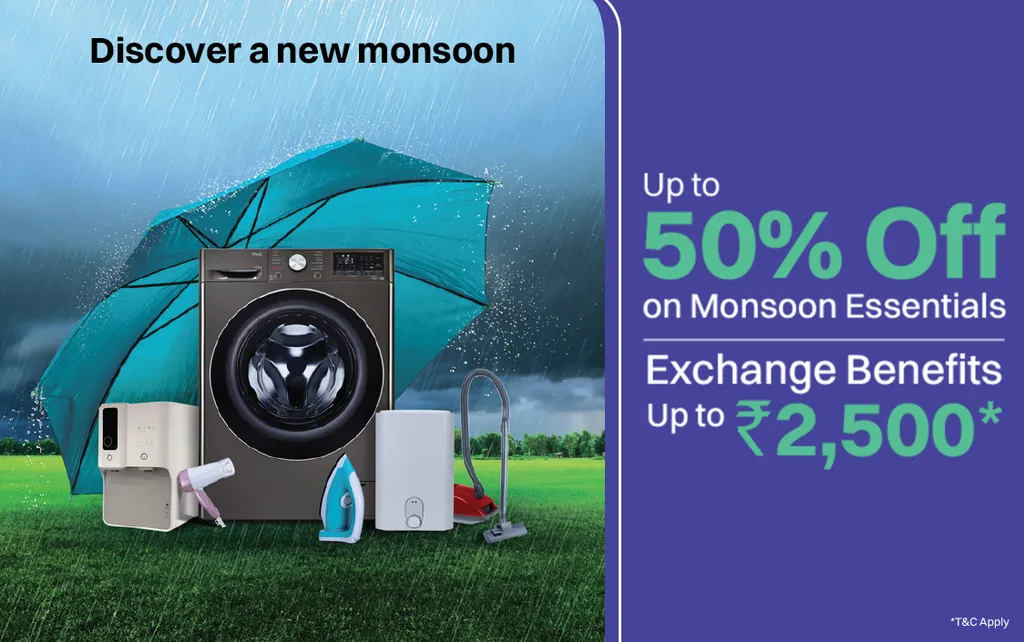 Discover a new monsoon
Up to
50% Off
on Monsoon Essentials
Exchange Benefits
Up to ₹2,500*
*T&C Apply